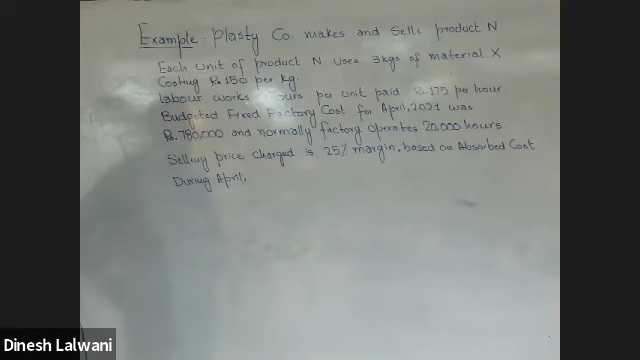 Example: Plasty Co. makes and Sells product N
Each unit of product N uses 3kgs of material X
Costing Rs.150 per kg.
Labour works hours per unit paid Rs.175 per hour.
Budgeted Fixed Factory Cost for April, 2021 was
Rs.780,000 and normally factory operates 20,000 hours
Selling price charged is 25% margin, based on Absorbed Cost
During April,
Dinesh Lalwani